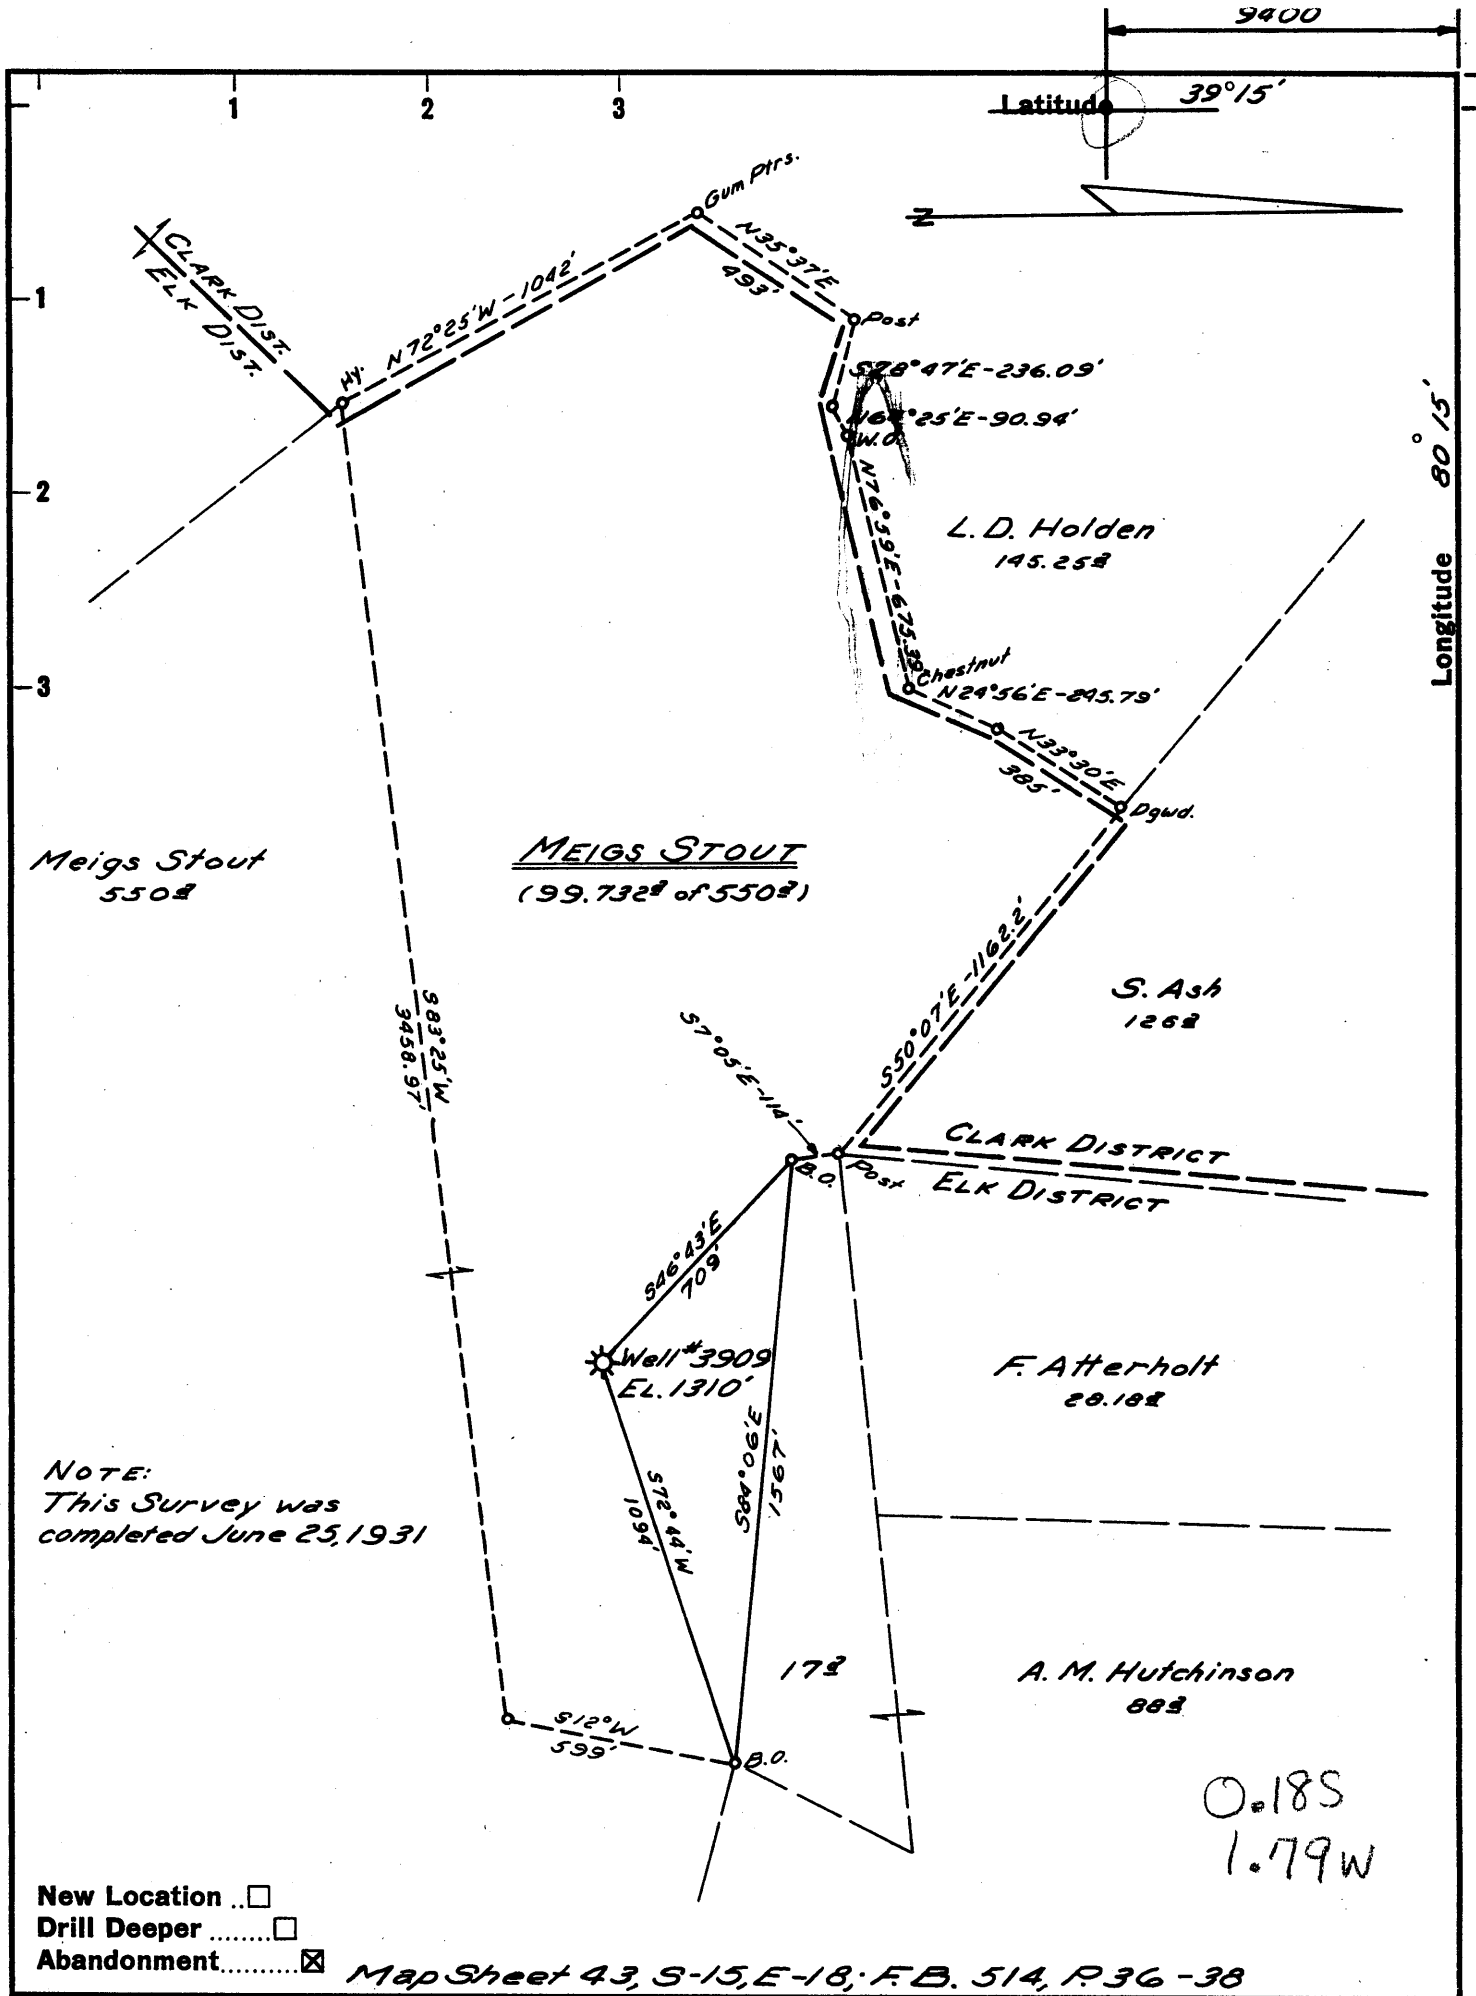 9400
1 2 3
Latitude 39°15'
Z
Gum Ptrs.
N35°37'E
493'
CLARK DIST.
ELK DIST.
N72°25'W-1042'
Hy.
1
Post
S78°47'E-236.09'
25'E-90.94'
W.O.
2
N76°59'E-675.39'
L.D. Holden
145.25ª
Longitude 80°15'
3
Chestnut
N24°56'E-245.79'
N33°30'E
385'
Dgwd.
Meigs Stout
550ª
MEIGS STOUT
(99.732ª of 550ª)
S83°25'W
3458.97'
S50°07'E-1162.2'
S. Ash
126ª
S7°05'E-114'
CLARK DISTRICT
ELK DISTRICT
B.O.
Post
S46°43'E
709'
Well #3909
EL. 1310'
F. Atterholt
28.18ª
S84°06'E
1567'
S72°44'W
1094'
NOTE:
This Survey was
completed June 25, 1931
17ª
A. M. Hutchinson
88ª
S12°W
599'
B.O.
0.18S
1.79W
New Location ..☐
Drill Deeper ........☐
Abandonment..........☒
Map Sheet 43, S-15, E-18; F.B. 514, P.36-38